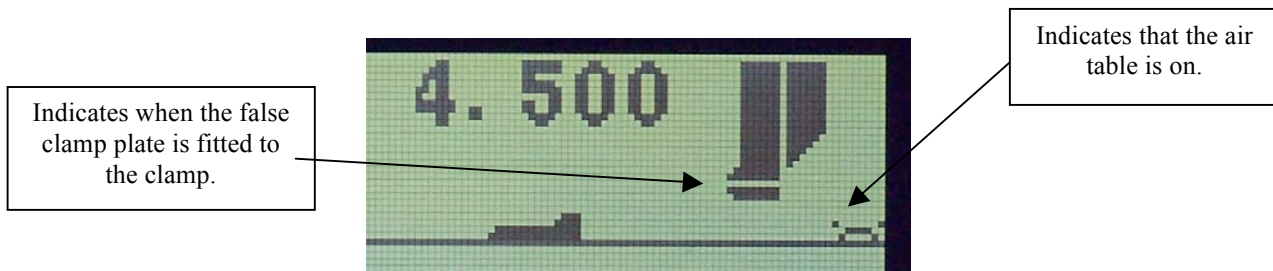 Indicates when the false
clamp plate is fitted to
the clamp.
4.500
Indicates that the air
table is on.